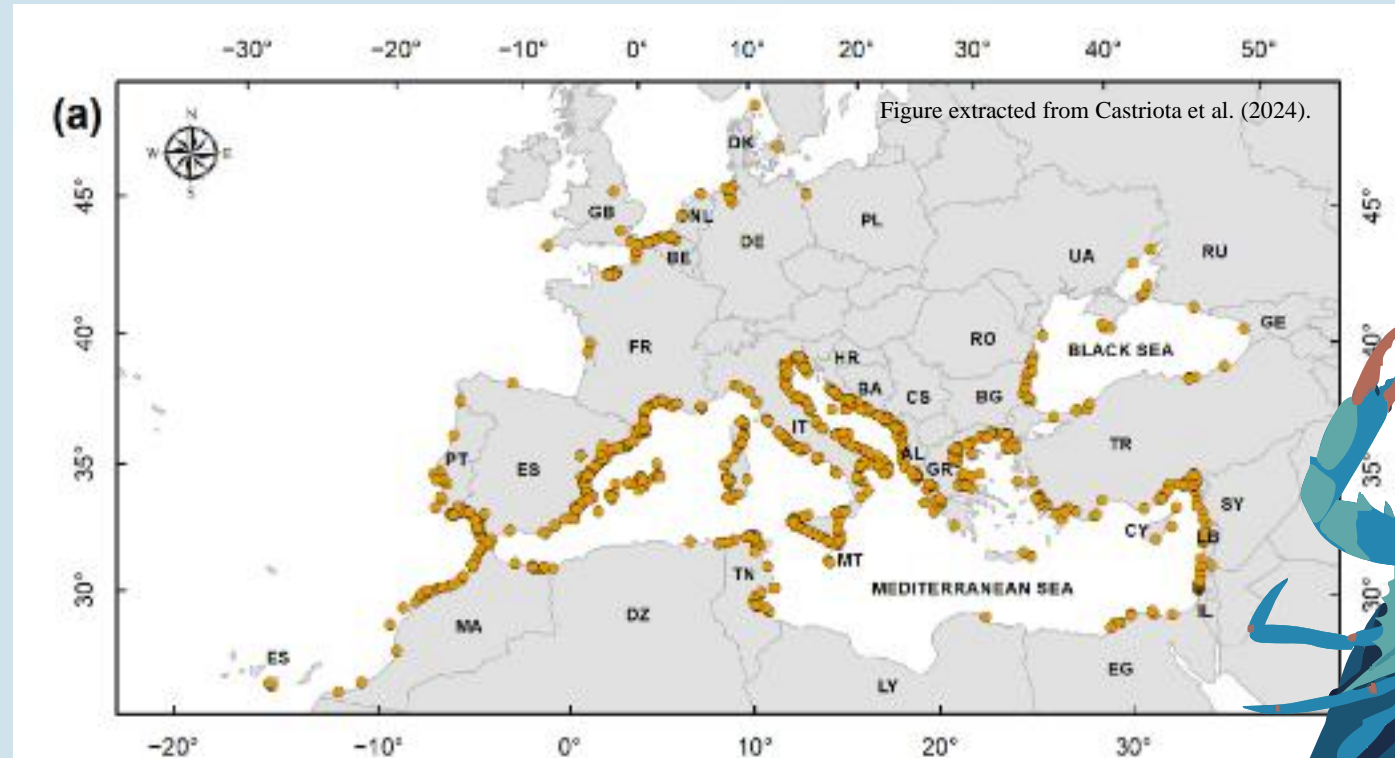 −30° −20° −10° 0° 10° 20° 30° 40° 50°
(a)
Figure extracted from Castriota et al. (2024).
N
W E
S
DK
45° 45°
GB NL PL
DE
BE UA RU
40° 40°
FR RO GE
HR BLACK SEA
BA CS BG
IT
35° 35°
PT ES AL GR TR
SY
CY LB
MT
30° 30°
TN MEDITERRANEAN SEA
IL
MA DZ
ES LY EG
−20° −10° 0° 10° 20° 30°